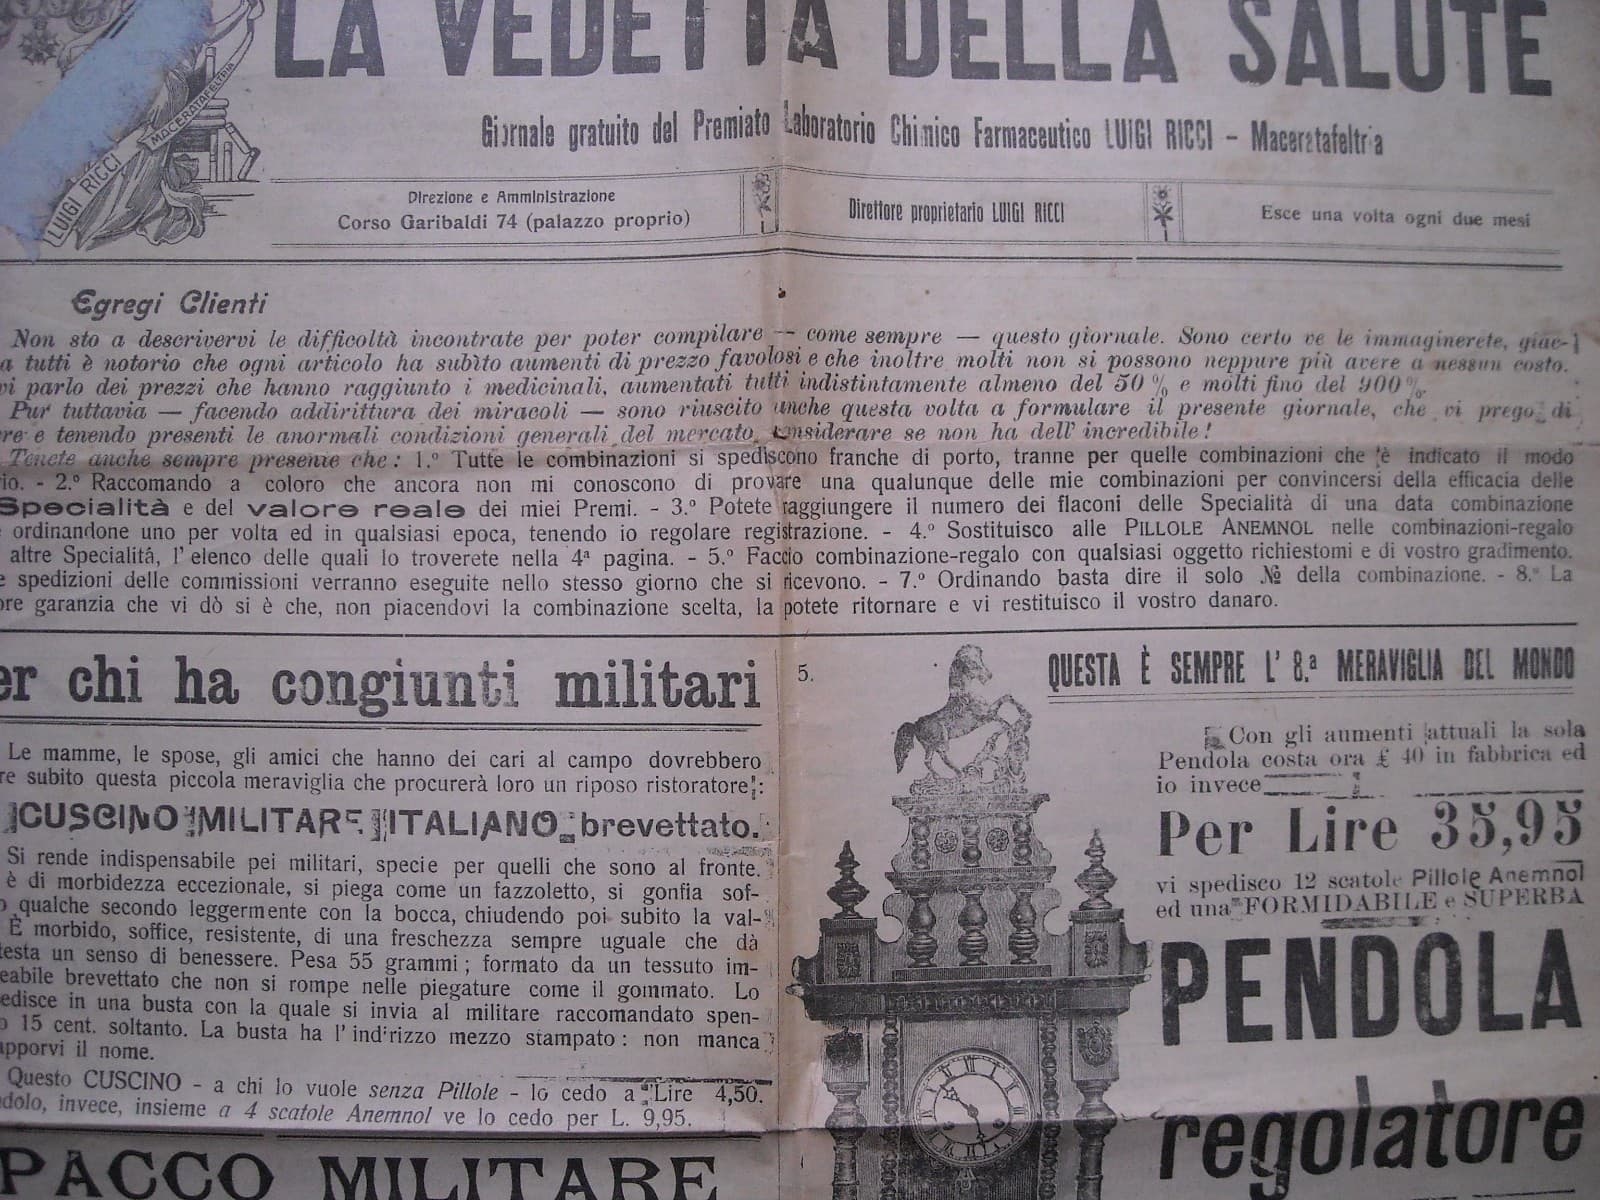 LA VEDETTA DELLA SALUTE
Giornale gratuito del Premiato Laboratorio Chimico Farmaceutico LUIGI RICCI - Maceratafeltria
LUIGI RICCI
MACERATAFELTRIA
Direzione e Amministrazione
Corso Garibaldi 74 (palazzo proprio)
Direttore proprietario LUIGI RICCI
Esce una volta ogni due mesi
Egregi Clienti
Non sto a descrivervi le difficoltà incontrate per poter compilare — come sempre — questo giornale. Sono certo ve le immaginerete, giac-
a tutti è notorio che ogni articolo ha subìto aumenti di prezzo favolosi e che inoltre molti non si possono neppure più avere a nessun costo.
vi parlo dei prezzi che hanno raggiunto i medicinali, aumentati tutti indistintamente almeno del 50 % e molti fino del 900 %.
Pur tuttavia — facendo addirittura dei miracoli — sono riuscito anche questa volta a formulare il presente giornale, che vi prego di
re e tenendo presenti le anormali condizioni generali del mercato, considerare se non ha dell' incredibile!
Tenete anche sempre presente che: 1.º Tutte le combinazioni si spediscono franche di porto, tranne per quelle combinazioni che è indicato il modo
io. - 2.º Raccomando a coloro che ancora non mi conoscono di provare una qualunque delle mie combinazioni per convincersi della efficacia delle
Specialità e del valore reale dei miei Premi. - 3.º Potete raggiungere il numero dei flaconi delle Specialità di una data combinazione
ordinandone uno per volta ed in qualsiasi epoca, tenendo io regolare registrazione. - 4.º Sostituisco alle PILLOLE ANEMNOL nelle combinazioni-regalo
altre Specialità, l' elenco delle quali lo troverete nella 4ª pagina. - 5.º Faccio combinazione-regalo con qualsiasi oggetto richiestomi e di vostro gradimento.
e spedizioni delle commissioni verranno eseguite nello stesso giorno che si ricevono. - 7.º Ordinando basta dire il solo № della combinazione. - 8.º La
ore garanzia che vi dò si è che, non piacendovi la combinazione scelta, la potete ritornare e vi restituisco il vostro danaro.
er chi ha congiunti militari
Le mamme, le spose, gli amici che hanno dei cari al campo dovrebbero
re subito questa piccola meraviglia che procurerà loro un riposo ristoratore:
CUSCINO MILITARE ITALIANO brevettato.
Si rende indispensabile pei militari, specie per quelli che sono al fronte.
è di morbidezza eccezionale, si piega come un fazzoletto, si gonfia sof-
o qualche secondo leggermente con la bocca, chiudendo poi subito la val-
È morbido, soffice, resistente, di una freschezza sempre uguale che dà
testa un senso di benessere. Pesa 55 grammi; formato da un tessuto im-
eabile brevettato che non si rompe nelle piegature come il gommato. Lo
edisce in una busta con la quale si invia al militare raccomandato spen-
o 15 cent. soltanto. La busta ha l' indirizzo mezzo stampato: non manca
apporvi il nome.
Questo CUSCINO - a chi lo vuole senza Pillole - lo cedo a Lire 4,50.
ndolo, invece, insieme a 4 scatole Anemnol ve lo cedo per L. 9,95.
PACCO MILITARE
5.
QUESTA È SEMPRE L' 8.ª MERAVIGLIA DEL MONDO
Con gli aumenti attuali la sola
Pendola costa ora £ 40 in fabbrica ed
io invece
Per Lire 35,95
vi spedisco 12 scatole Pillole Anemnol
ed una FORMIDABILE e SUPERBA
PENDOLA
regolatore